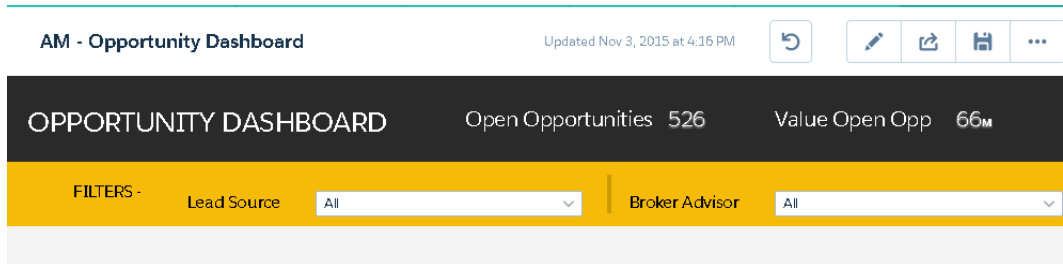 AM - Opportunity Dashboard Updated Nov 3, 2015 at 4:16 PM
OPPORTUNITY DASHBOARD Open Opportunities 526 Value Open Opp 66M
FILTERS - Lead Source All Broker Advisor All